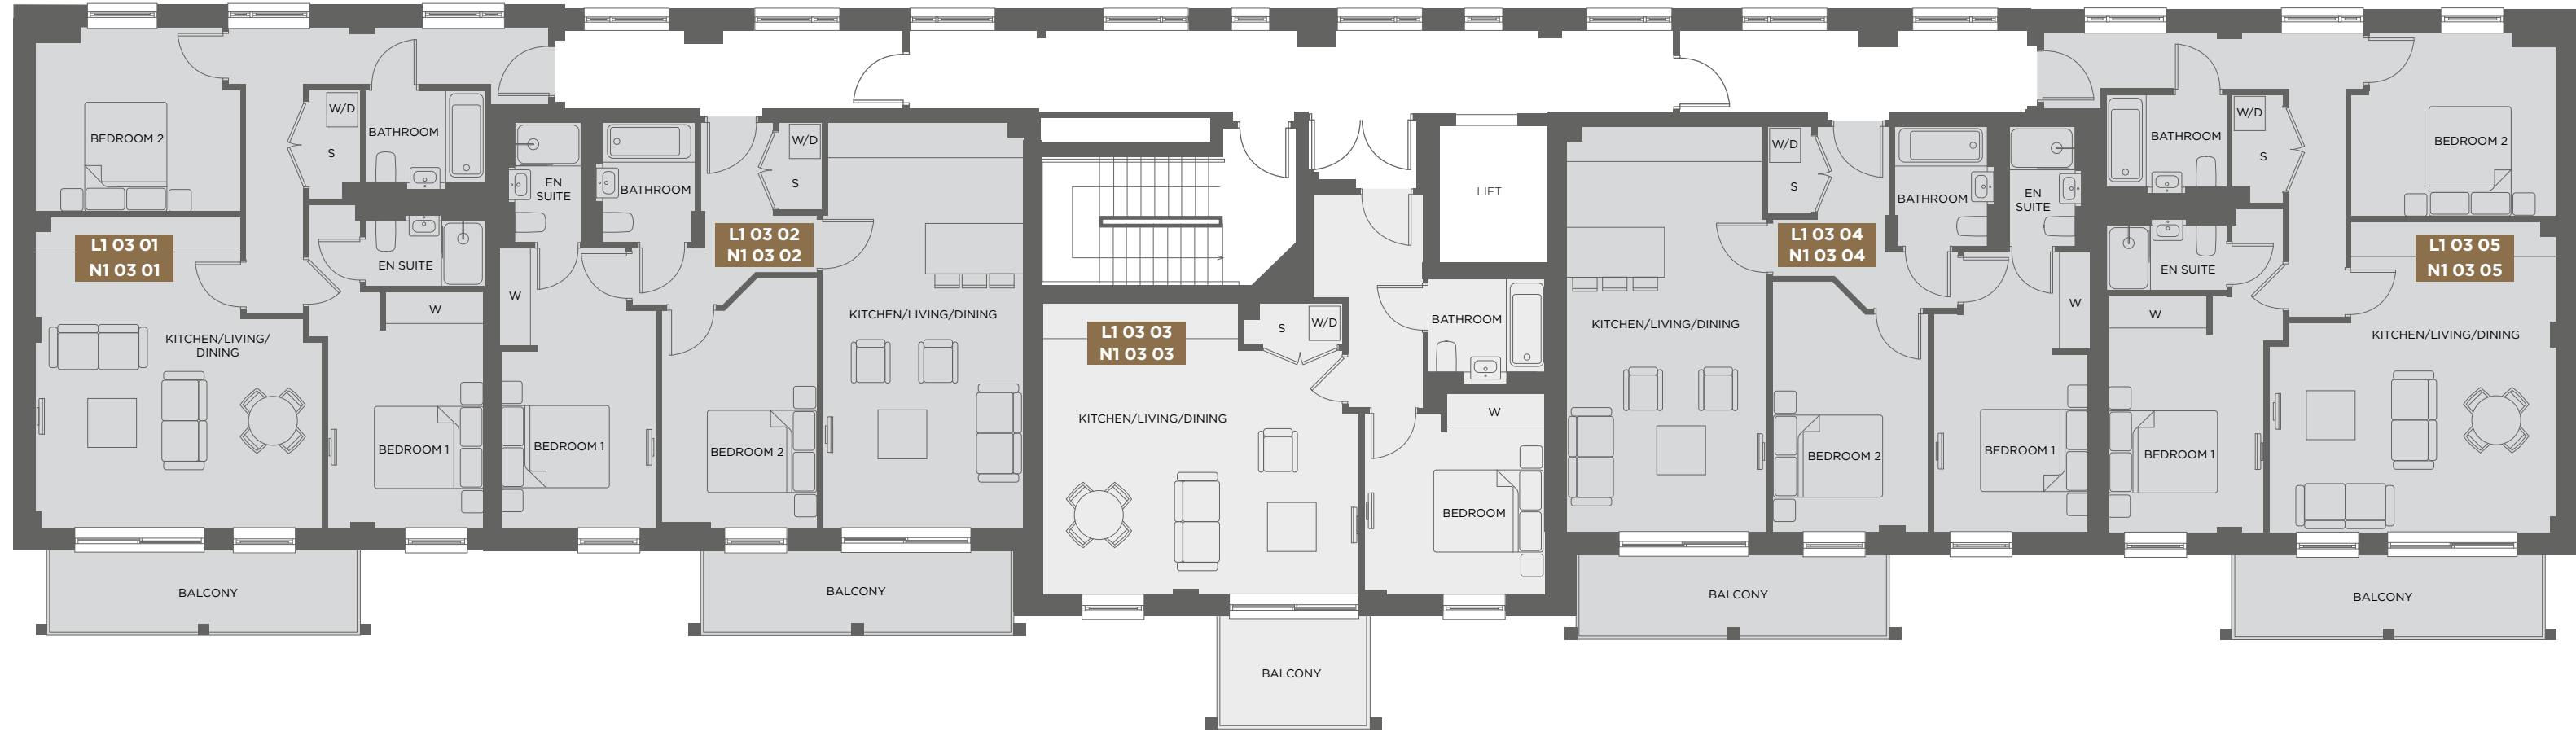 BEDROOM 2
W/D
S
BATHROOM
L1 03 01
N1 03 01
EN SUITE
W
KITCHEN/LIVING/
DINING
BEDROOM 1
BALCONY
EN
SUITE
BATHROOM
W/D
S
L1 03 02
N1 03 02
W
KITCHEN/LIVING/DINING
BEDROOM 1
BEDROOM 2
BALCONY
LIFT
L1 03 03
N1 03 03
S
W/D
BATHROOM
KITCHEN/LIVING/DINING
W
BEDROOM
BALCONY
W/D
S
BATHROOM
EN
SUITE
L1 03 04
N1 03 04
W
KITCHEN/LIVING/DINING
BEDROOM 2
BEDROOM 1
BALCONY
BATHROOM
W/D
S
BEDROOM 2
L1 03 05
N1 03 05
EN SUITE
W
KITCHEN/LIVING/DINING
BEDROOM 1
BALCONY